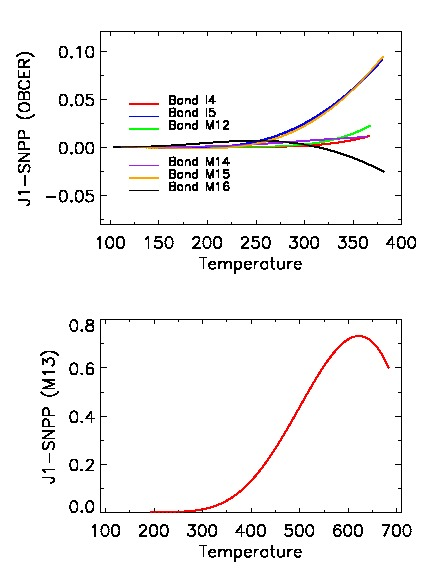 J1-SNPP (OBCER)
0.10
0.05
0.00
-0.05
Band I4
Band I5
Band M12
Band M14
Band M15
Band M16
100 150 200 250 300 350 400
Temperature
J1-SNPP (M13)
0.8
0.6
0.4
0.2
0.0
100 200 300 400 500 600 700
Temperature